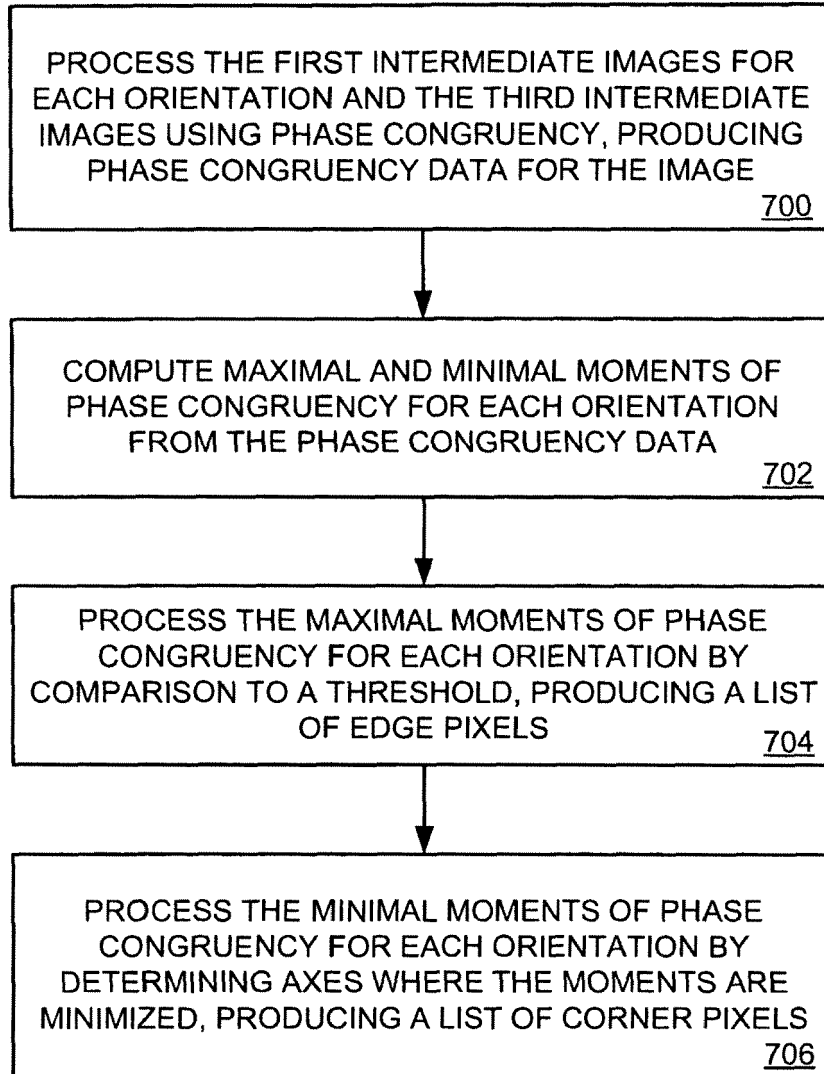 PROCESS THE FIRST INTERMEDIATE IMAGES FOR
EACH ORIENTATION AND THE THIRD INTERMEDIATE
IMAGES USING PHASE CONGRUENCY, PRODUCING
PHASE CONGRUENCY DATA FOR THE IMAGE
700
COMPUTE MAXIMAL AND MINIMAL MOMENTS OF
PHASE CONGRUENCY FOR EACH ORIENTATION
FROM THE PHASE CONGRUENCY DATA
702
PROCESS THE MAXIMAL MOMENTS OF PHASE
CONGRUENCY FOR EACH ORIENTATION BY
COMPARISON TO A THRESHOLD, PRODUCING A LIST
OF EDGE PIXELS
704
PROCESS THE MINIMAL MOMENTS OF PHASE
CONGRUENCY FOR EACH ORIENTATION BY
DETERMINING AXES WHERE THE MOMENTS ARE
MINIMIZED, PRODUCING A LIST OF CORNER PIXELS
706